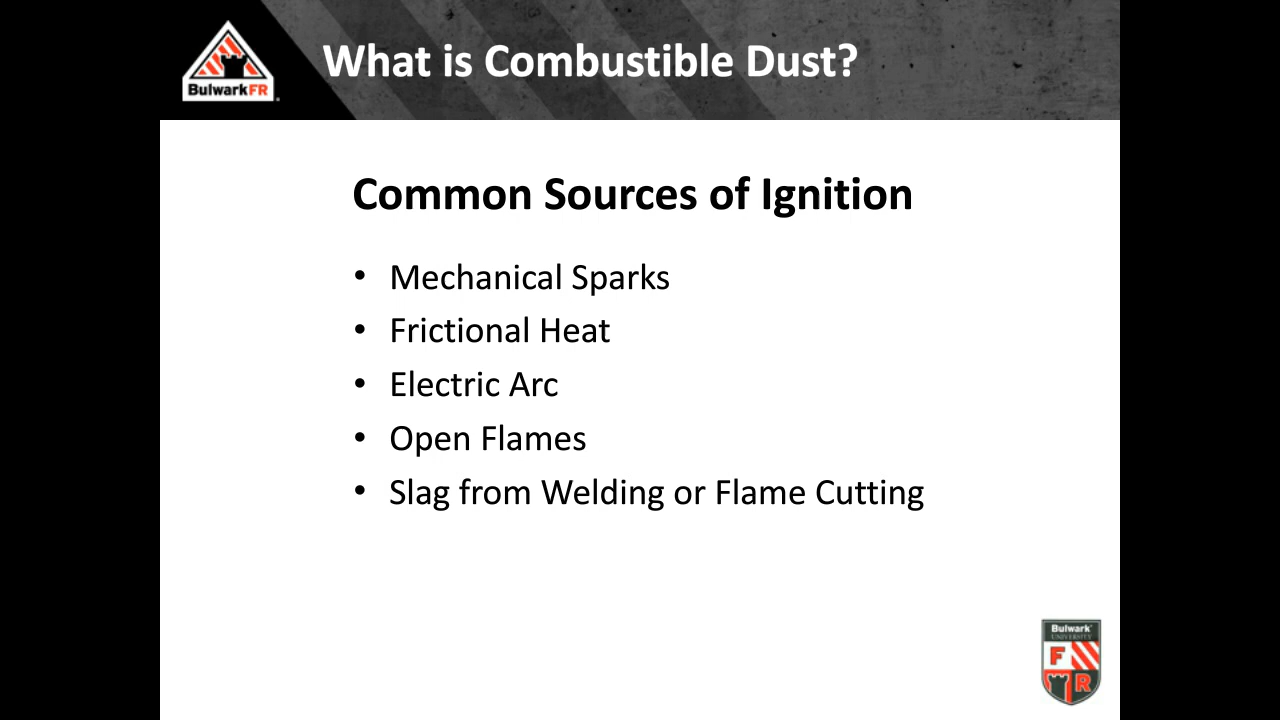 What is Combustible Dust?
BulwarkFR
Common Sources of Ignition
• Mechanical Sparks
• Frictional Heat
• Electric Arc
• Open Flames
• Slag from Welding or Flame Cutting
Bulwark
UNIVERSITY
F
R